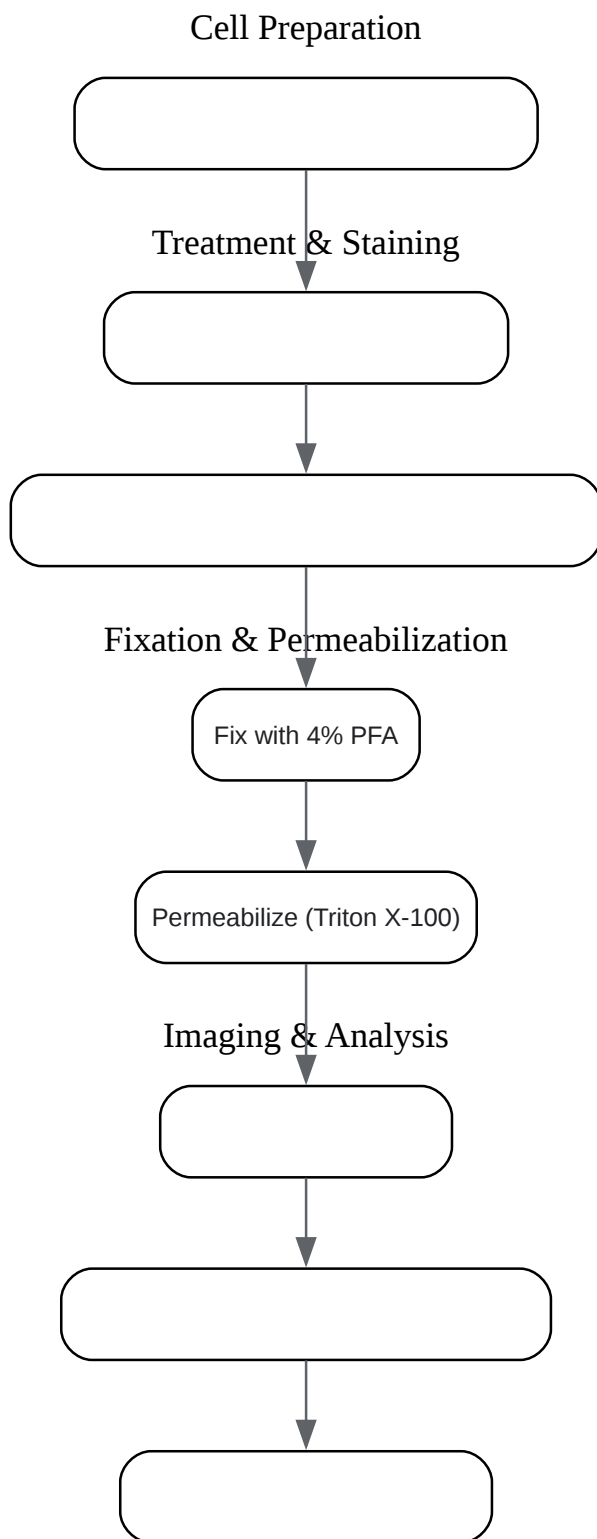 Cell Preparation
Treatment & Staining
Fixation & Permeabilization
Fix with 4% PFA
Permeabilize (Triton X-100)
Imaging & Analysis